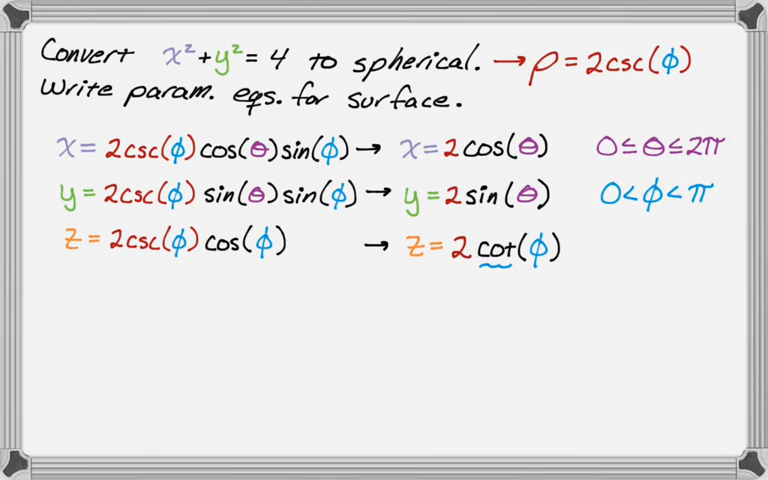 Convert x² + y² = 4 to spherical. → ρ = 2csc(ϕ)
Write param. eqs. for surface.
x = 2csc(ϕ)cos(θ)sin(ϕ) → x = 2cos(θ) 0 ≤ θ ≤ 2π
y = 2csc(ϕ)sin(θ)sin(ϕ) → y = 2sin(θ) 0 < ϕ < π
z = 2csc(ϕ)cos(ϕ) → z = 2cot(ϕ)